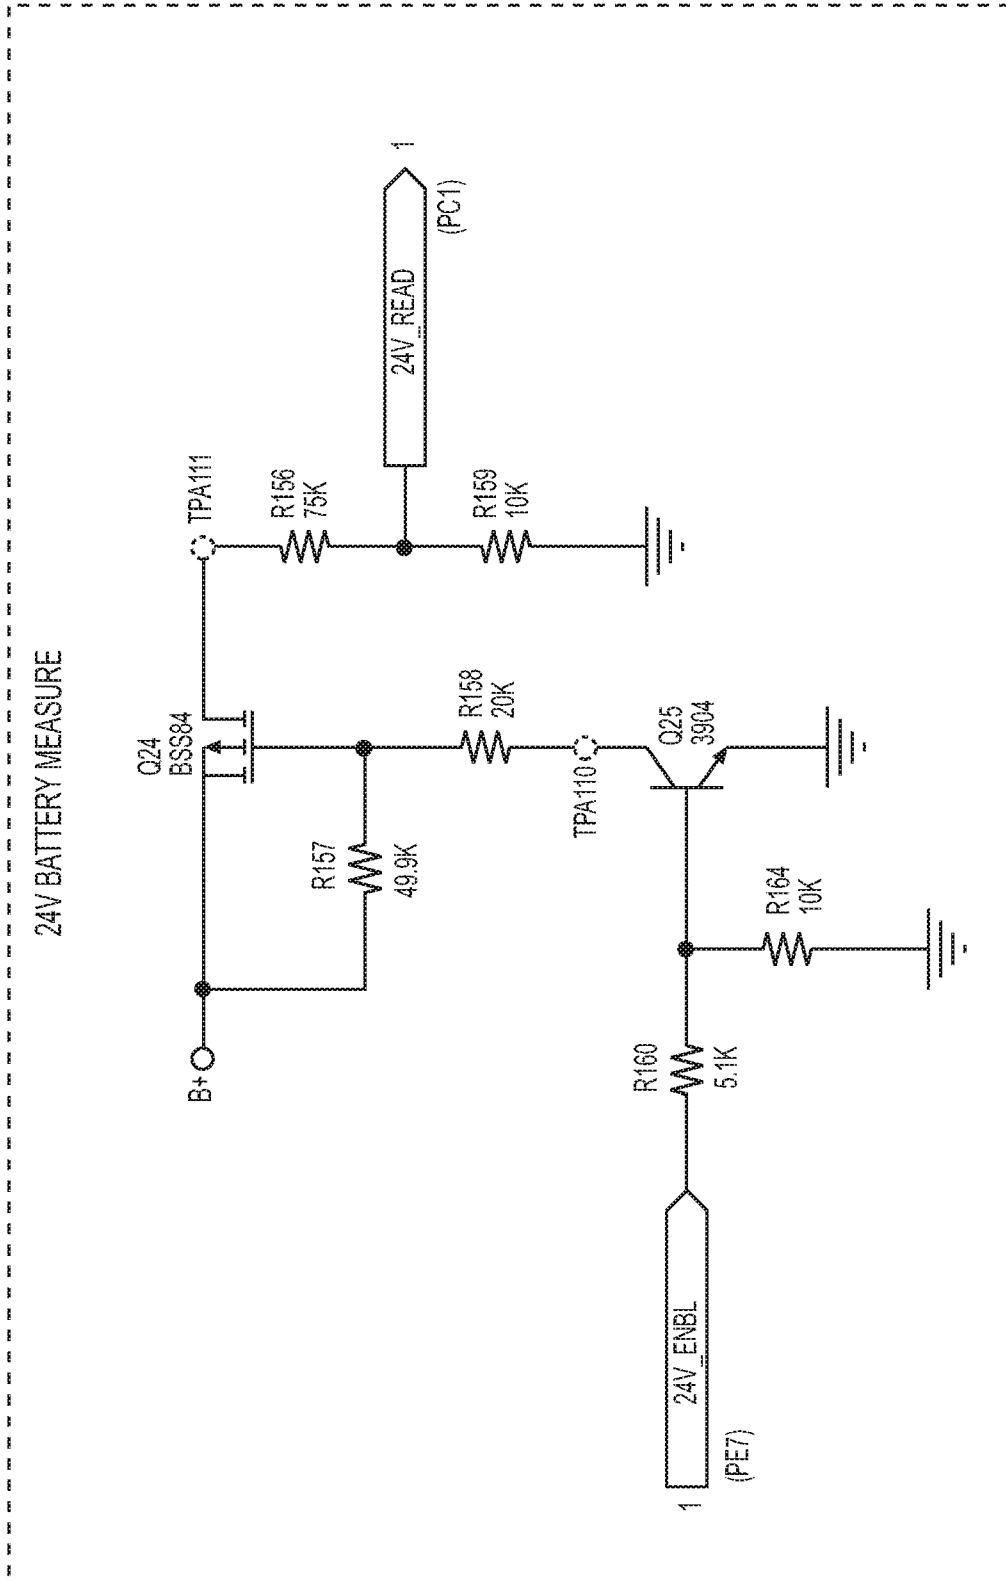 24V BATTERY MEASURE
B+
Q24
BSS84
TPA111
R156
75K
24V_READ
1
(PC1)
R157
49.9K
R158
20K
R159
10K
TPA110
Q25
3904
1
24V_ENBL
(PE7)
R160
5.1K
R164
10K